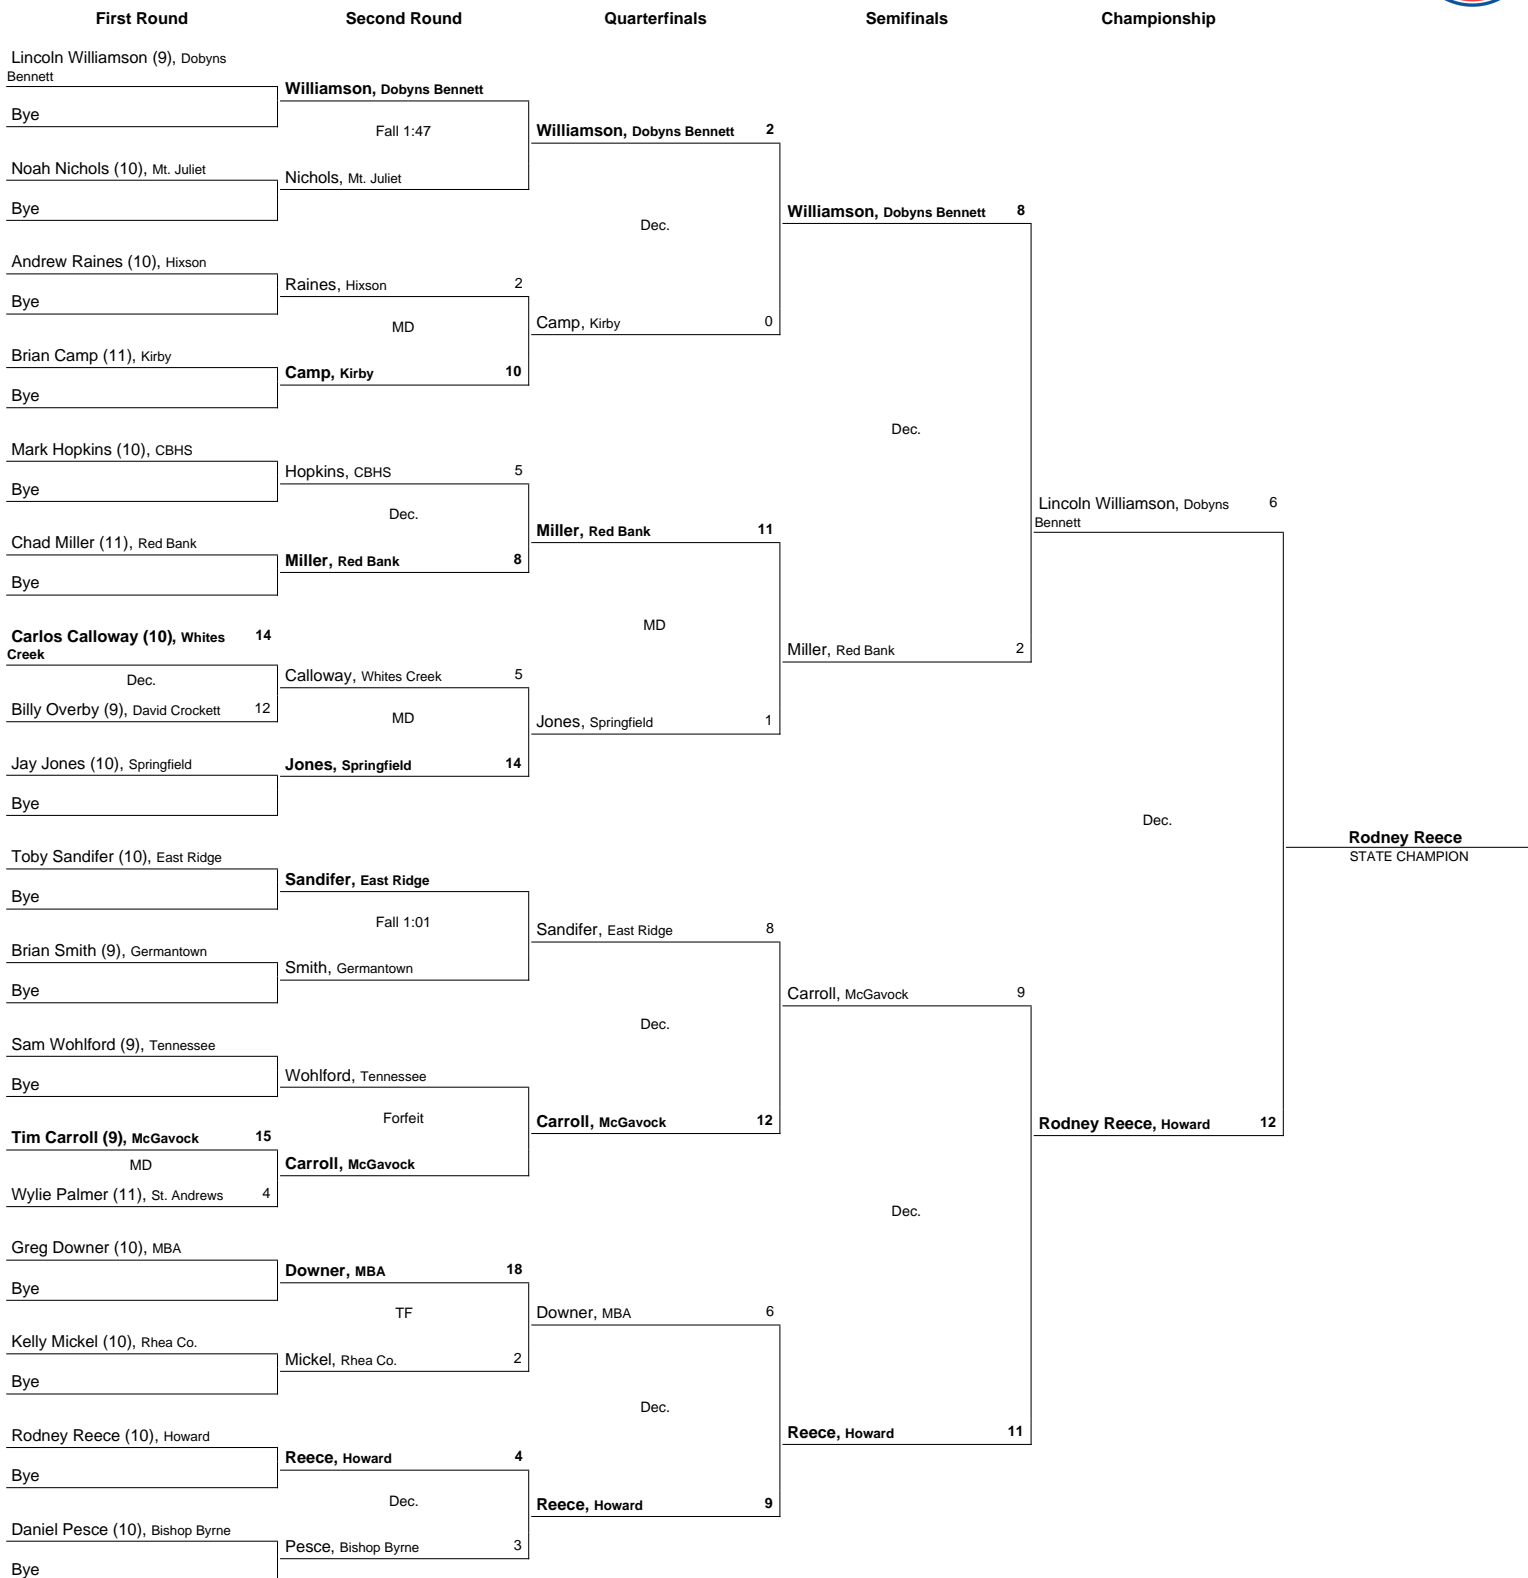 First Round
Second Round
Quarterfinals
Semifinals
Championship
Lincoln Williamson (9), Dobyns
Bennett
Bye
Noah Nichols (10), Mt. Juliet
Bye
Andrew Raines (10), Hixson
Bye
Brian Camp (11), Kirby
Bye
Mark Hopkins (10), CBHS
Bye
Chad Miller (11), Red Bank
Bye
Carlos Calloway (10), Whites 14
Creek
Dec.
Billy Overby (9), David Crockett 12
Jay Jones (10), Springfield
Bye
Toby Sandifer (10), East Ridge
Bye
Brian Smith (9), Germantown
Bye
Sam Wohlford (9), Tennessee
Bye
Tim Carroll (9), McGavock 15
MD
Wylie Palmer (11), St. Andrews 4
Greg Downer (10), MBA
Bye
Kelly Mickel (10), Rhea Co.
Bye
Rodney Reece (10), Howard
Bye
Daniel Pesce (10), Bishop Byrne
Bye
Williamson, Dobyns Bennett
Fall 1:47
Nichols, Mt. Juliet
Raines, Hixson 2
MD
Camp, Kirby 10
Hopkins, CBHS 5
Dec.
Miller, Red Bank 8
Calloway, Whites Creek 5
MD
Jones, Springfield 14
Sandifer, East Ridge
Fall 1:01
Smith, Germantown
Wohlford, Tennessee
Forfeit
Carroll, McGavock
Downer, MBA 18
TF
Mickel, Rhea Co. 2
Reece, Howard 4
Dec.
Pesce, Bishop Byrne 3
Williamson, Dobyns Bennett 2
Dec.
Camp, Kirby 0
Miller, Red Bank 11
MD
Jones, Springfield 1
Sandifer, East Ridge 8
Dec.
Carroll, McGavock 12
Downer, MBA 6
Dec.
Reece, Howard 9
Williamson, Dobyns Bennett 8
Dec.
Miller, Red Bank 2
Carroll, McGavock 9
Dec.
Reece, Howard 11
Lincoln Williamson, Dobyns 6
Bennett
Dec.
Rodney Reece, Howard 12
Rodney Reece
STATE CHAMPION